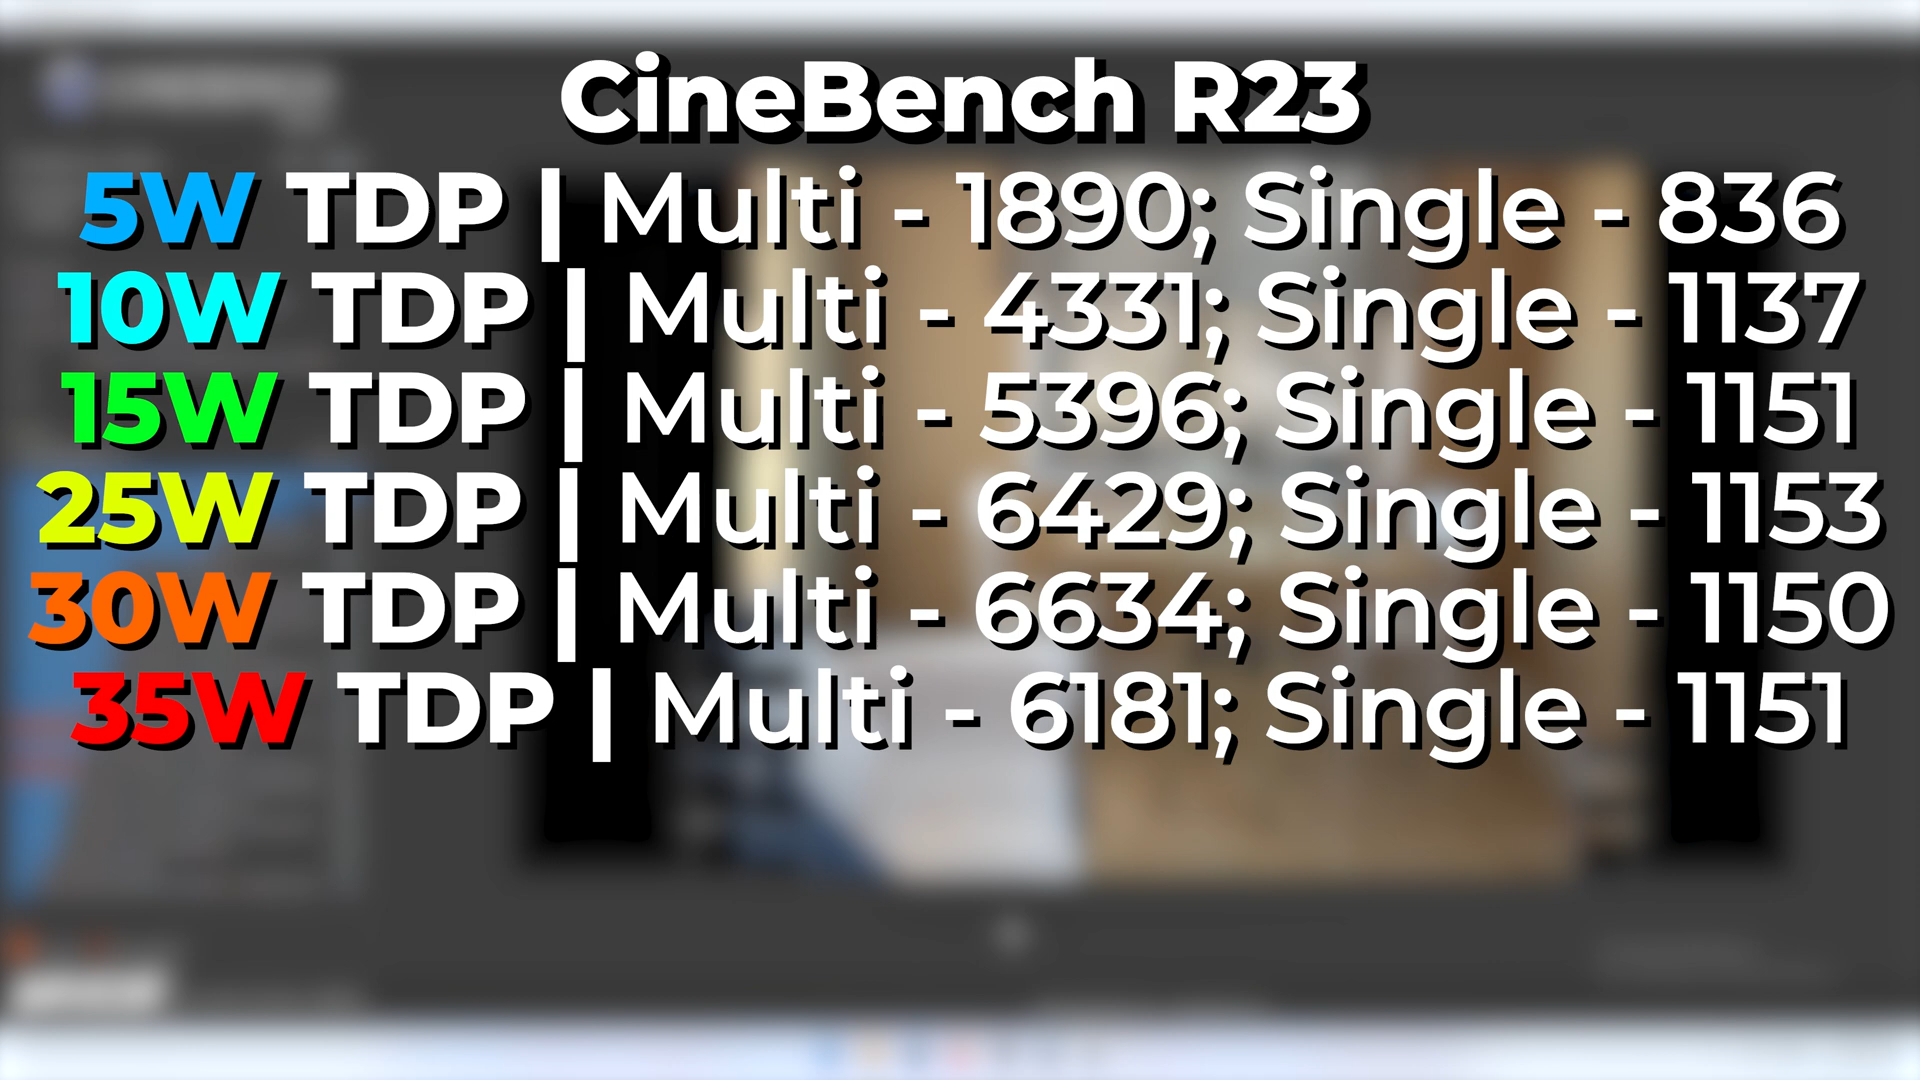 CineBench R23
5W TDP | Multi - 1890; Single - 836
10W TDP | Multi - 4331; Single - 1137
15W TDP | Multi - 5396; Single - 1151
25W TDP | Multi - 6429; Single - 1153
30W TDP | Multi - 6634; Single - 1150
35W TDP | Multi - 6181; Single - 1151